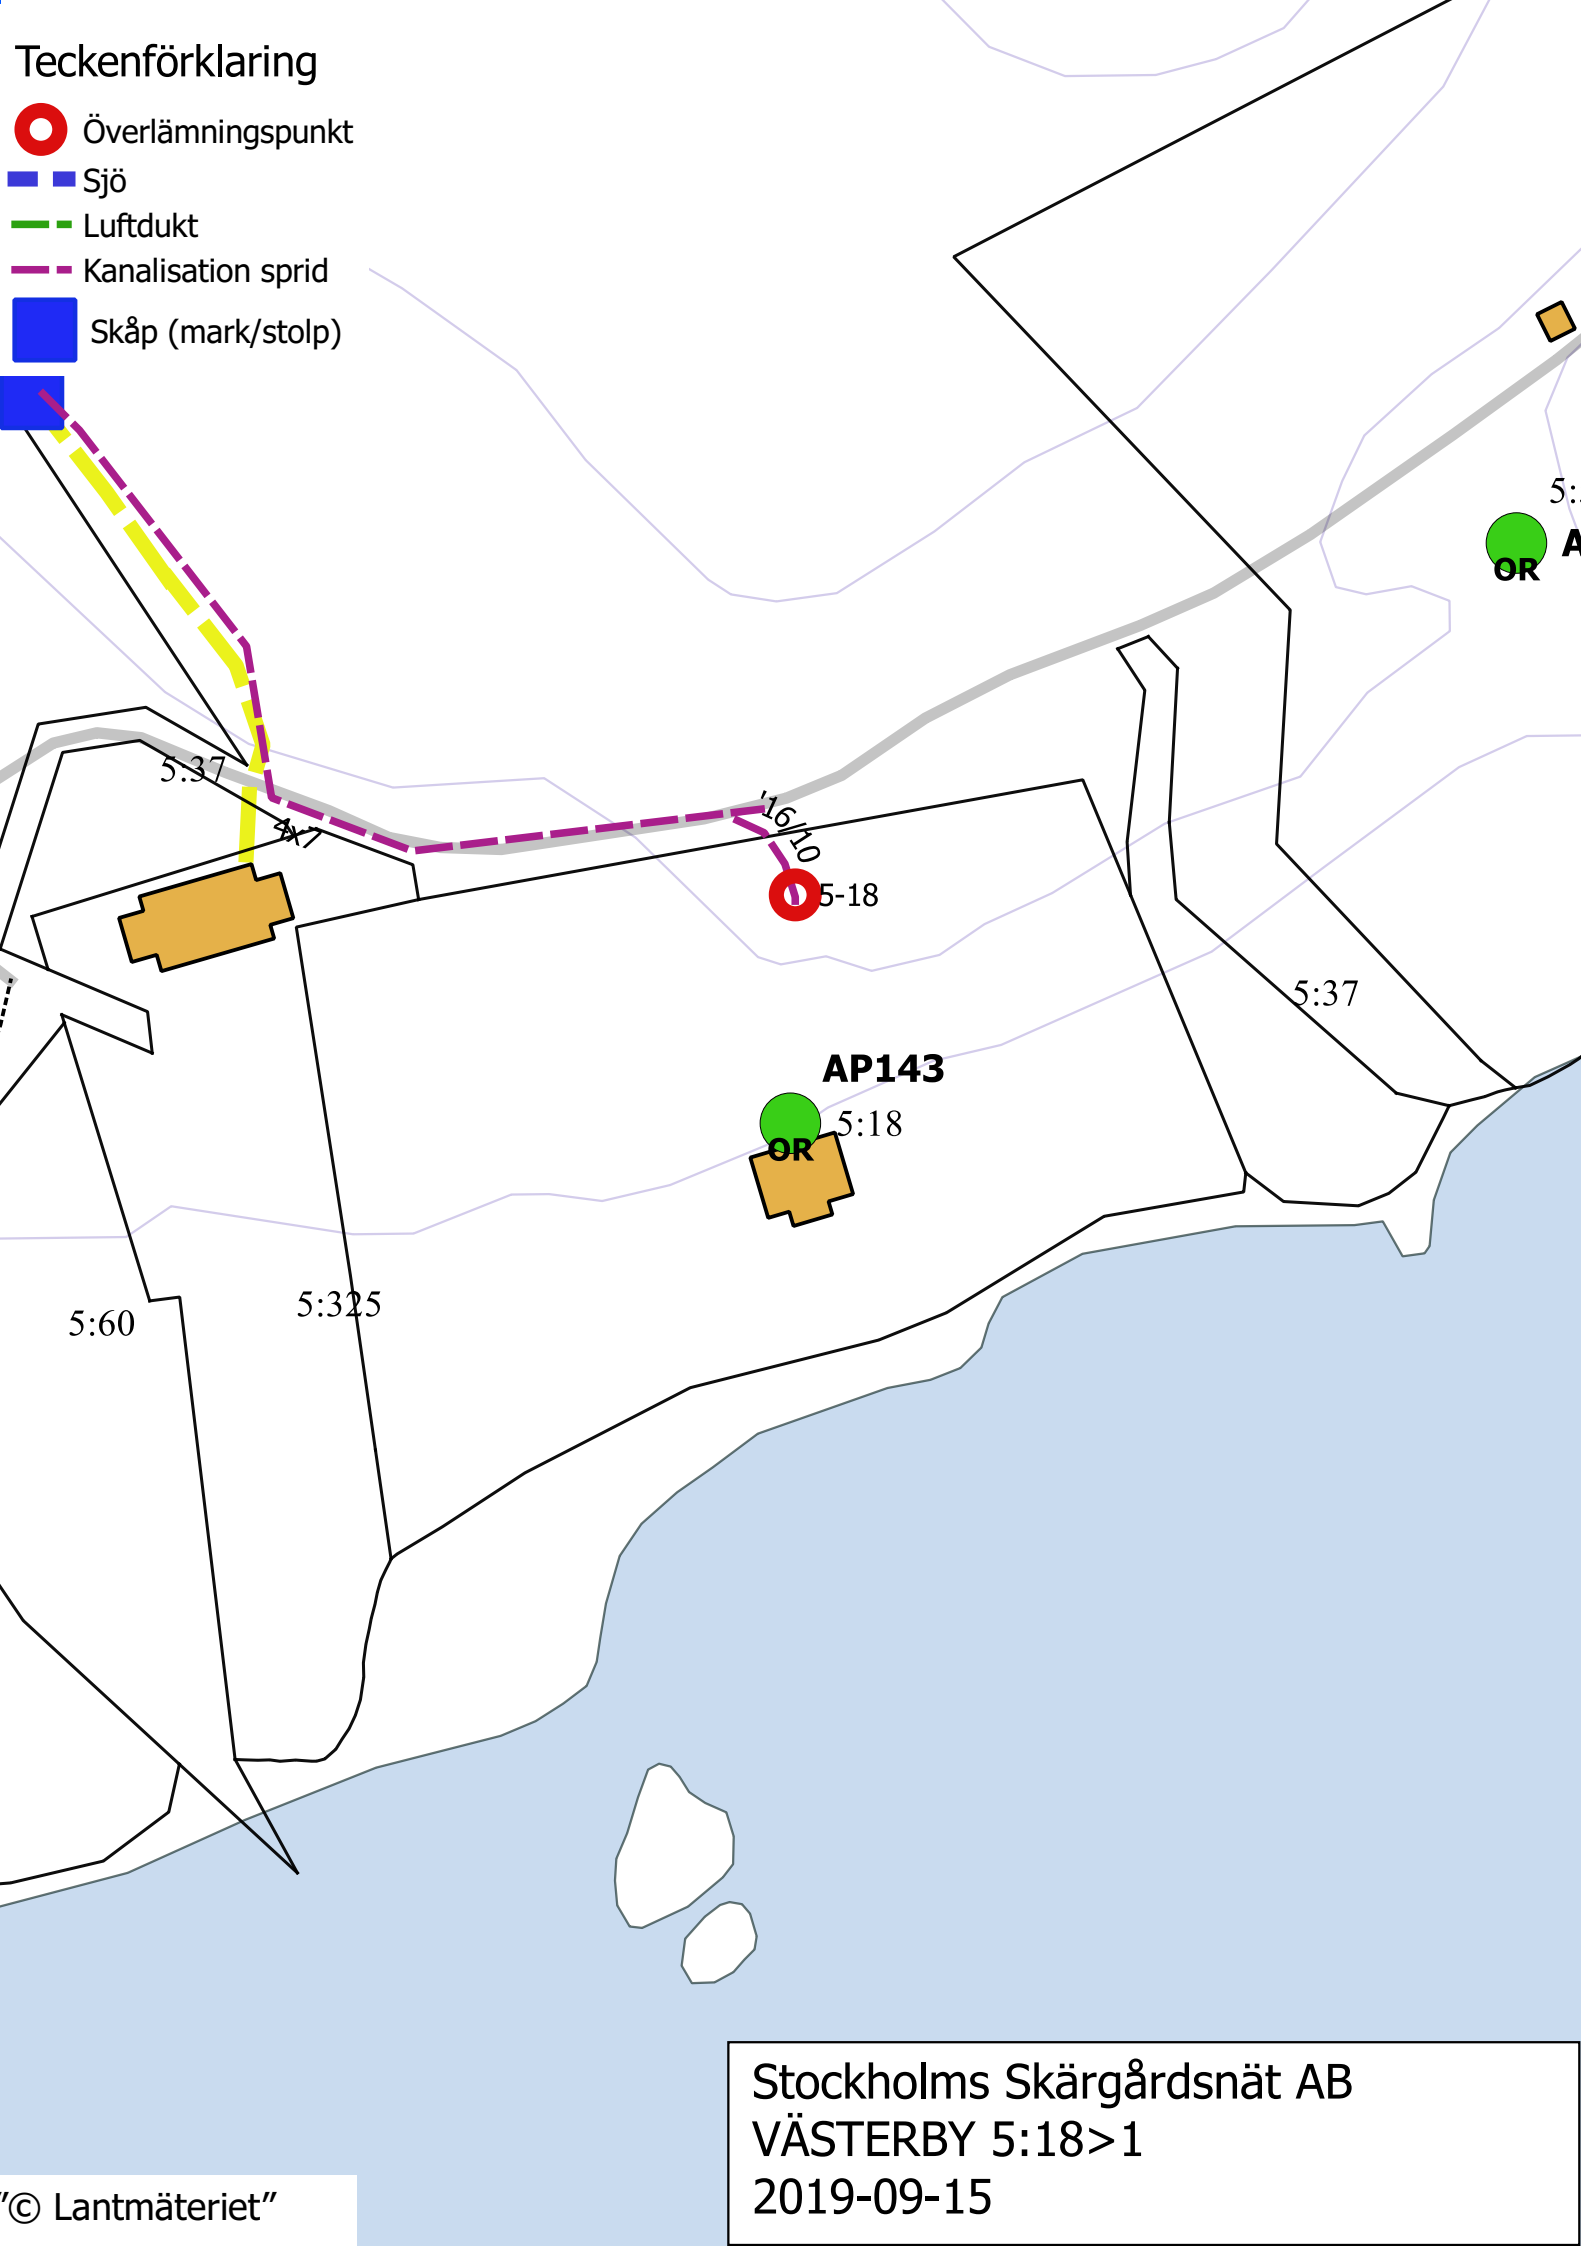 Teckenförklaring
Överlämningspunkt
Sjö
Luftdukt
Kanalisation sprid
Skåp (mark/stolp)
5:
OR
A
5:37
4x7
'16/10
5-18
5:37
AP143
5:18
OR
5:325
5:60
Stockholms Skärgårdsnät AB
VÄSTERBY 5:18>1
2019-09-15
"© Lantmäteriet"